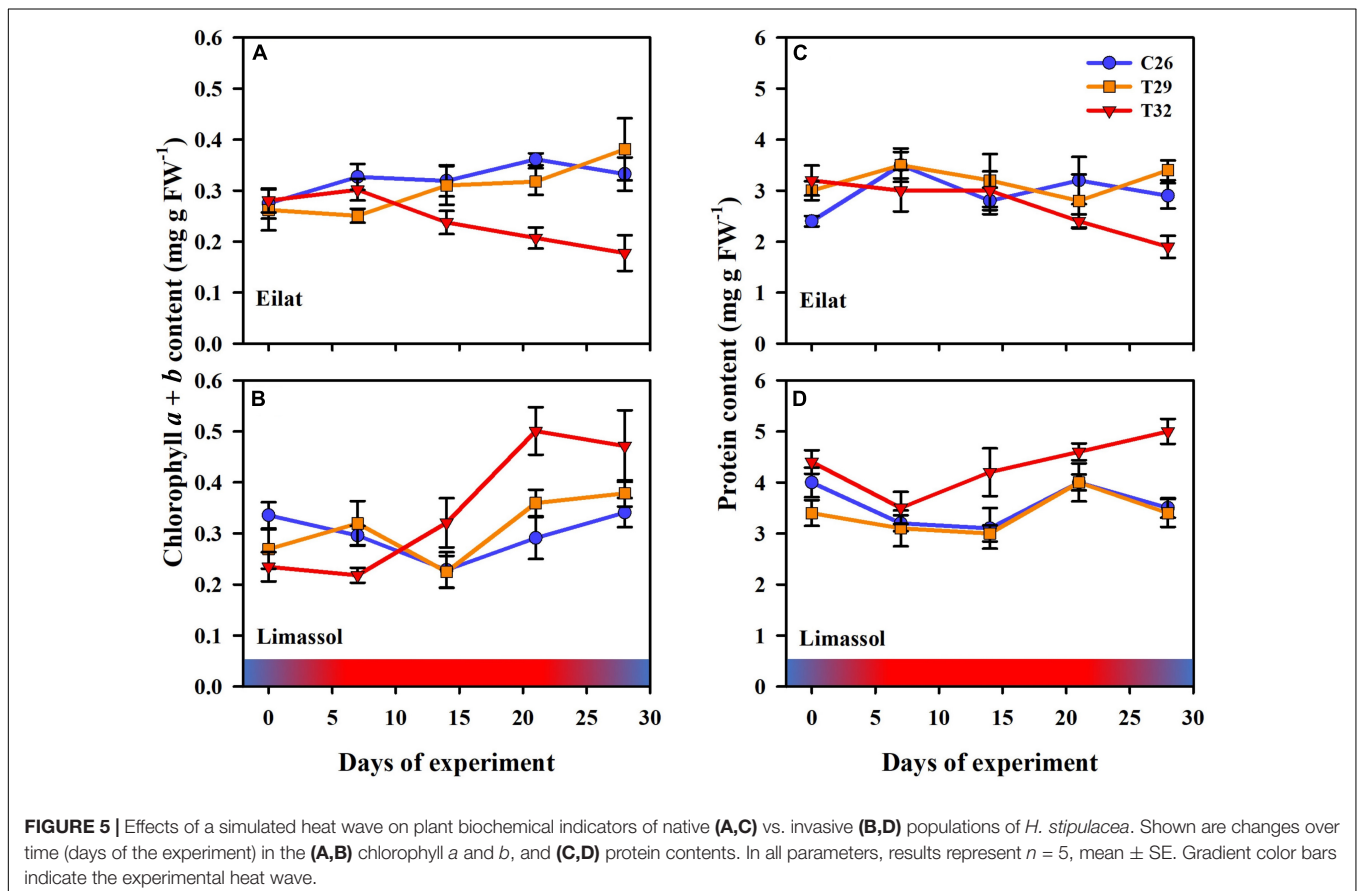 A
0.6
0.5
0.4
0.3
0.2
0.1
0.0
Eilat
C
6
5
4
3
2
1
0
C26
T29
T32
Eilat
Chlorophyll a + b content (mg g FW-1)
Protein content (mg g FW-1)
B
0.6
0.5
0.4
0.3
0.2
0.1
0.0
Limassol
0 5 10 15 20 25 30
Days of experiment
D
6
5
4
3
2
1
0
Limassol
0 5 10 15 20 25 30
Days of experiment
FIGURE 5 | Effects of a simulated heat wave on plant biochemical indicators of native (A,C) vs. invasive (B,D) populations of H. stipulacea. Shown are changes over
time (days of the experiment) in the (A,B) chlorophyll a and b, and (C,D) protein contents. In all parameters, results represent n = 5, mean ± SE. Gradient color bars
indicate the experimental heat wave.